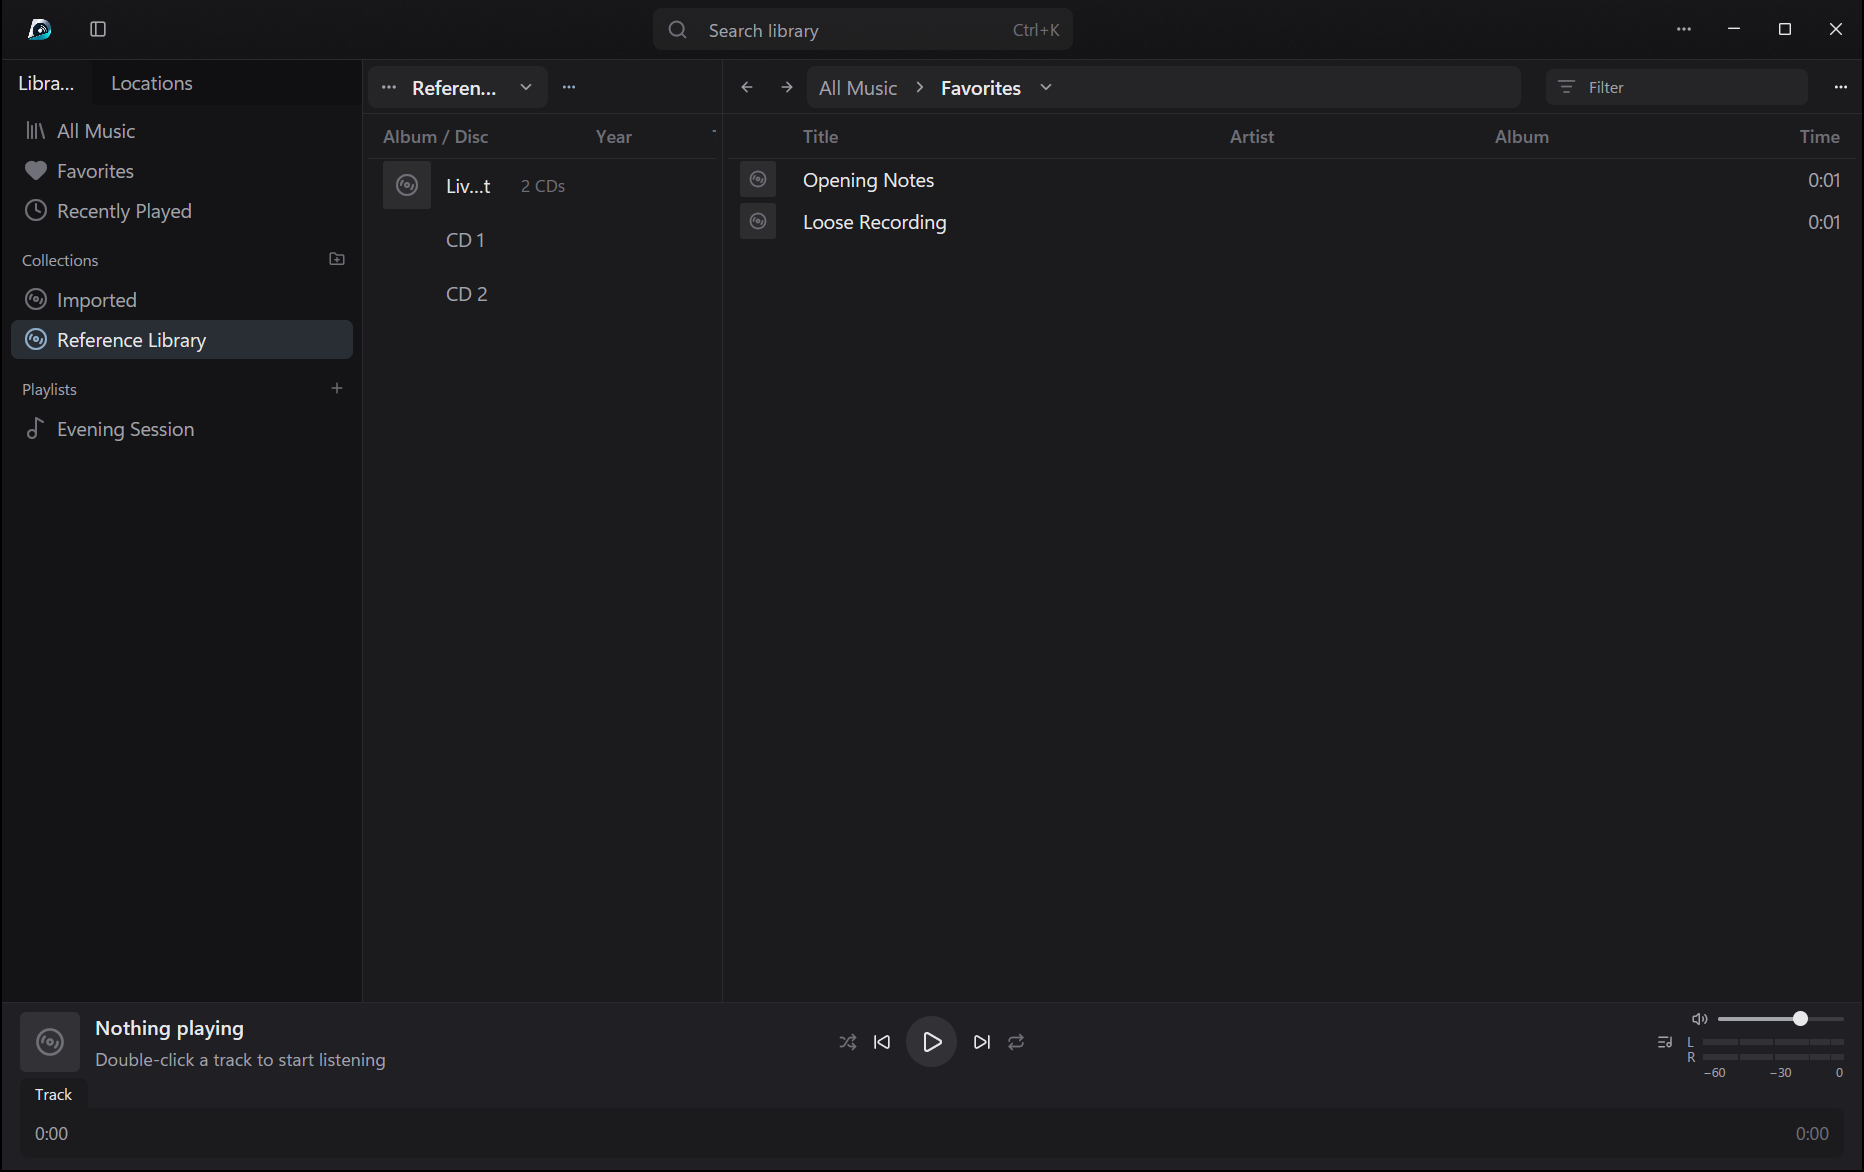 Search library Ctrl+K
Libra... Locations
All Music
Favorites
Recently Played
Collections
Imported
Reference Library
Playlists
Evening Session
Referen...
Album / Disc Year
Liv...t 2 CDs
CD 1
CD 2
All Music Favorites
Filter
Title Artist Album Time
Opening Notes 0:01
Loose Recording 0:01
Nothing playing
Double-click a track to start listening
L
R
−60 −30 0
Track
0:00 0:00